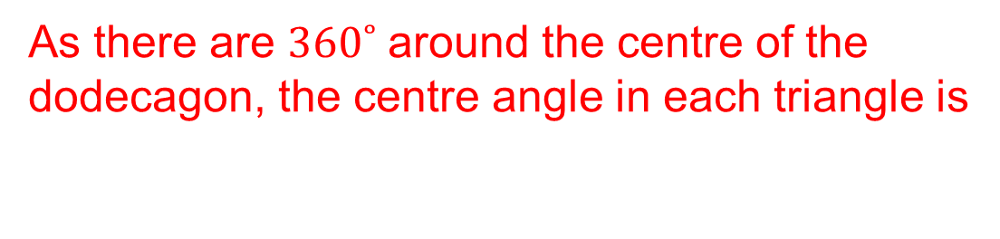 As there are 360° around the centre of the
dodecagon, the centre angle in each triangle is